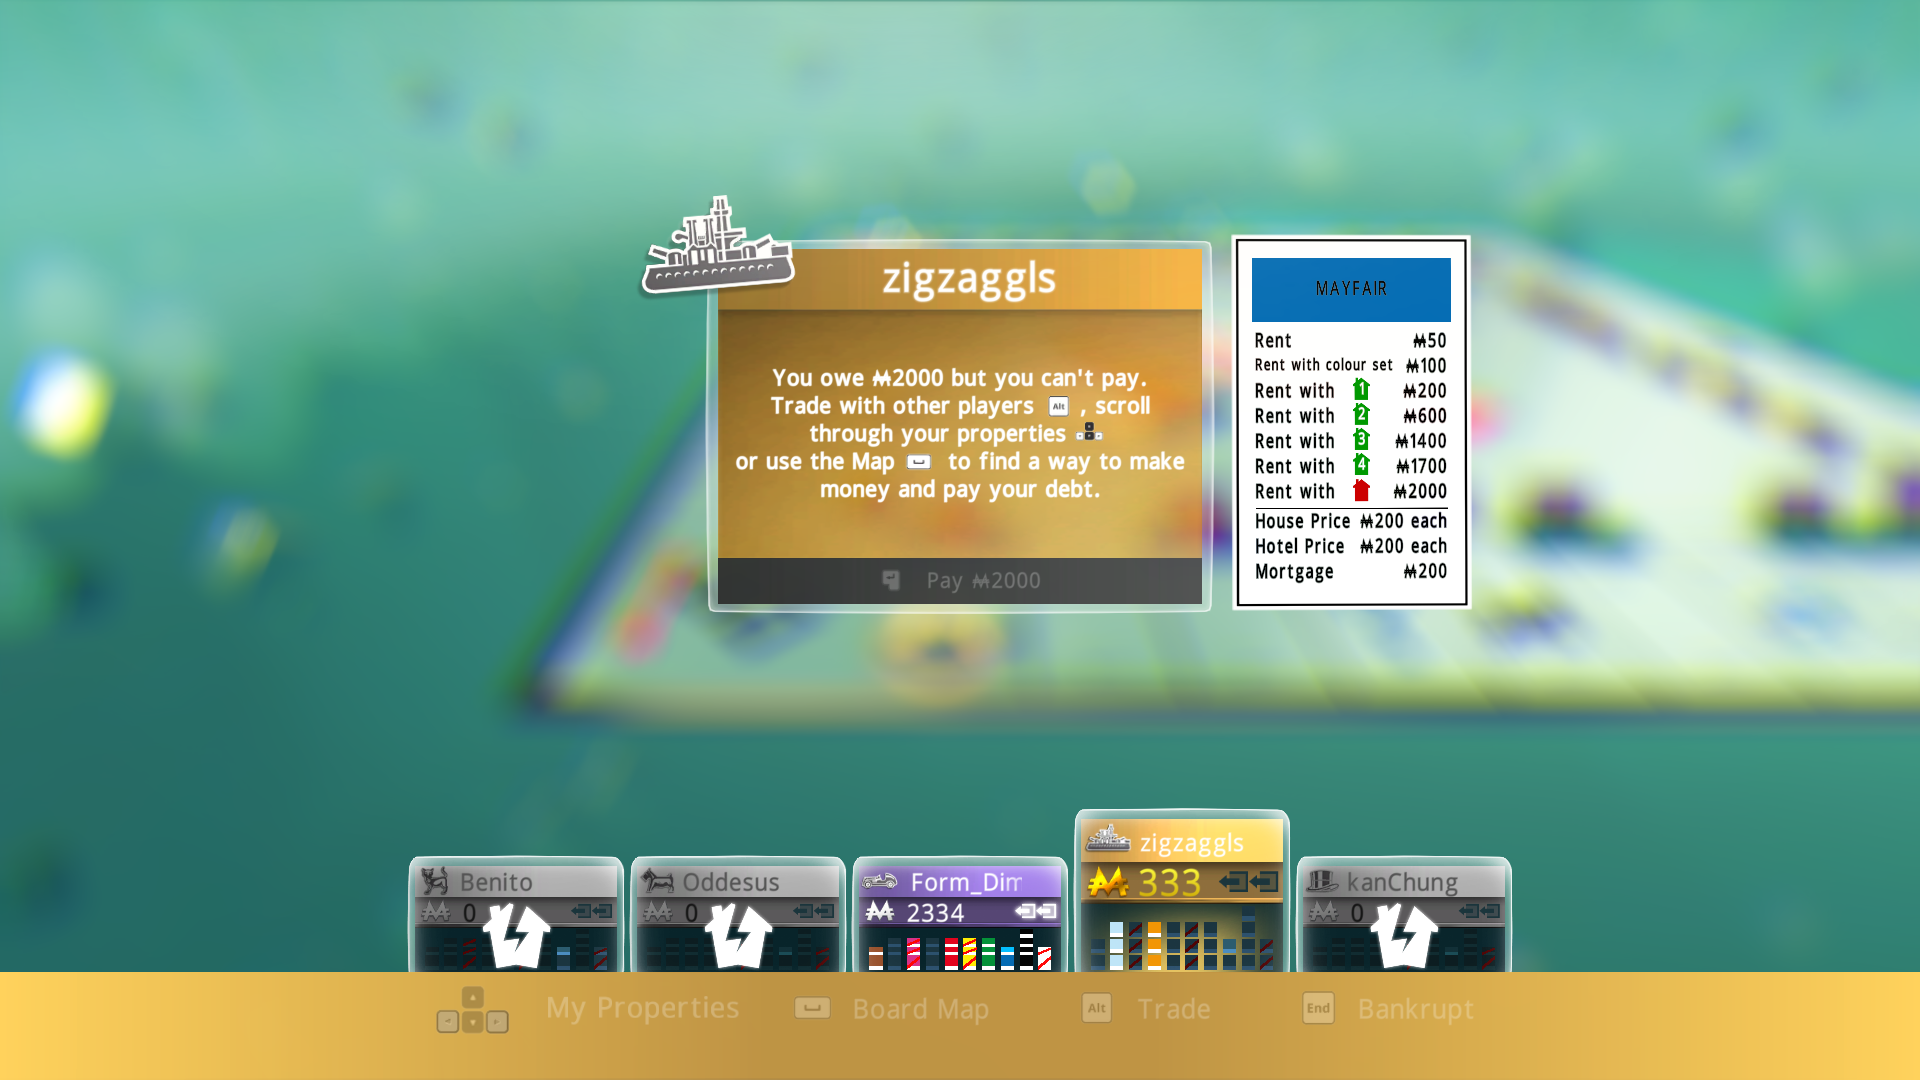 zigzaggls
You owe ₩2000 but you can't pay.
Trade with other players Alt , scroll
through your properties
or use the Map to find a way to make
money and pay your debt.
Pay ₩2000
MAYFAIR
Rent ₩50
Rent with colour set ₩100
Rent with 1 ₩200
Rent with 2 ₩600
Rent with 3 ₩1400
Rent with 4 ₩1700
Rent with ₩2000
House Price ₩200 each
Hotel Price ₩200 each
Mortgage ₩200
Benito
0
Oddesus
0
Form_Dim
2334
zigzaggls
333
kanChung
0
My Properties
Board Map
Alt Trade
End Bankrupt